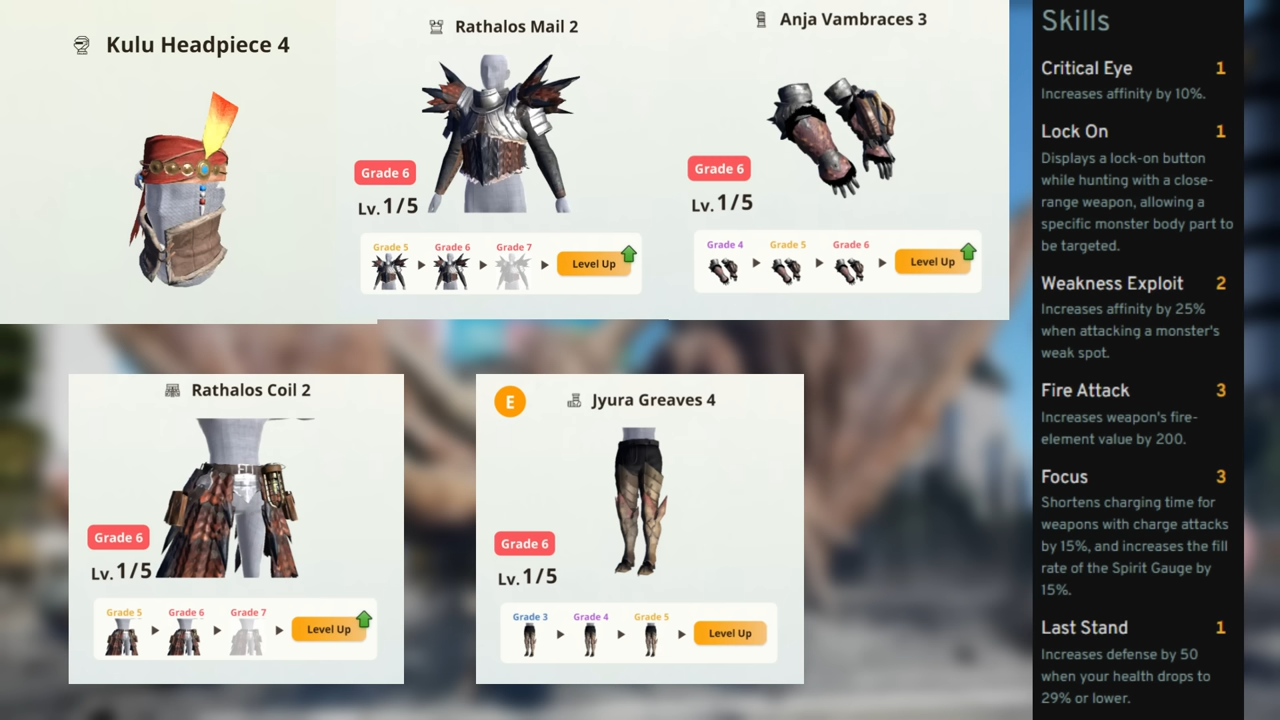 Kulu Headpiece 4
Rathalos Mail 2
Grade 6
Lv. 1/5
Grade 5
Grade 6
Grade 7
Level Up
Anja Vambraces 3
Grade 6
Lv. 1/5
Grade 4
Grade 5
Grade 6
Level Up
Rathalos Coil 2
Grade 6
Lv. 1/5
Grade 5
Grade 6
Grade 7
Level Up
E
Jyura Greaves 4
Grade 6
Lv. 1/5
Grade 3
Grade 4
Grade 5
Level Up
Skills
Critical Eye 1
Increases affinity by 10%.
Lock On 1
Displays a lock-on button
while hunting with a close-
range weapon, allowing a
specific monster body part to
be targeted.
Weakness Exploit 2
Increases affinity by 25%
when attacking a monster's
weak spot.
Fire Attack 3
Increases weapon's fire-
element value by 200.
Focus 3
Shortens charging time for
weapons with charge attacks
by 15%, and increases the fill
rate of the Spirit Gauge by
15%.
Last Stand 1
Increases defense by 50
when your health drops to
29% or lower.